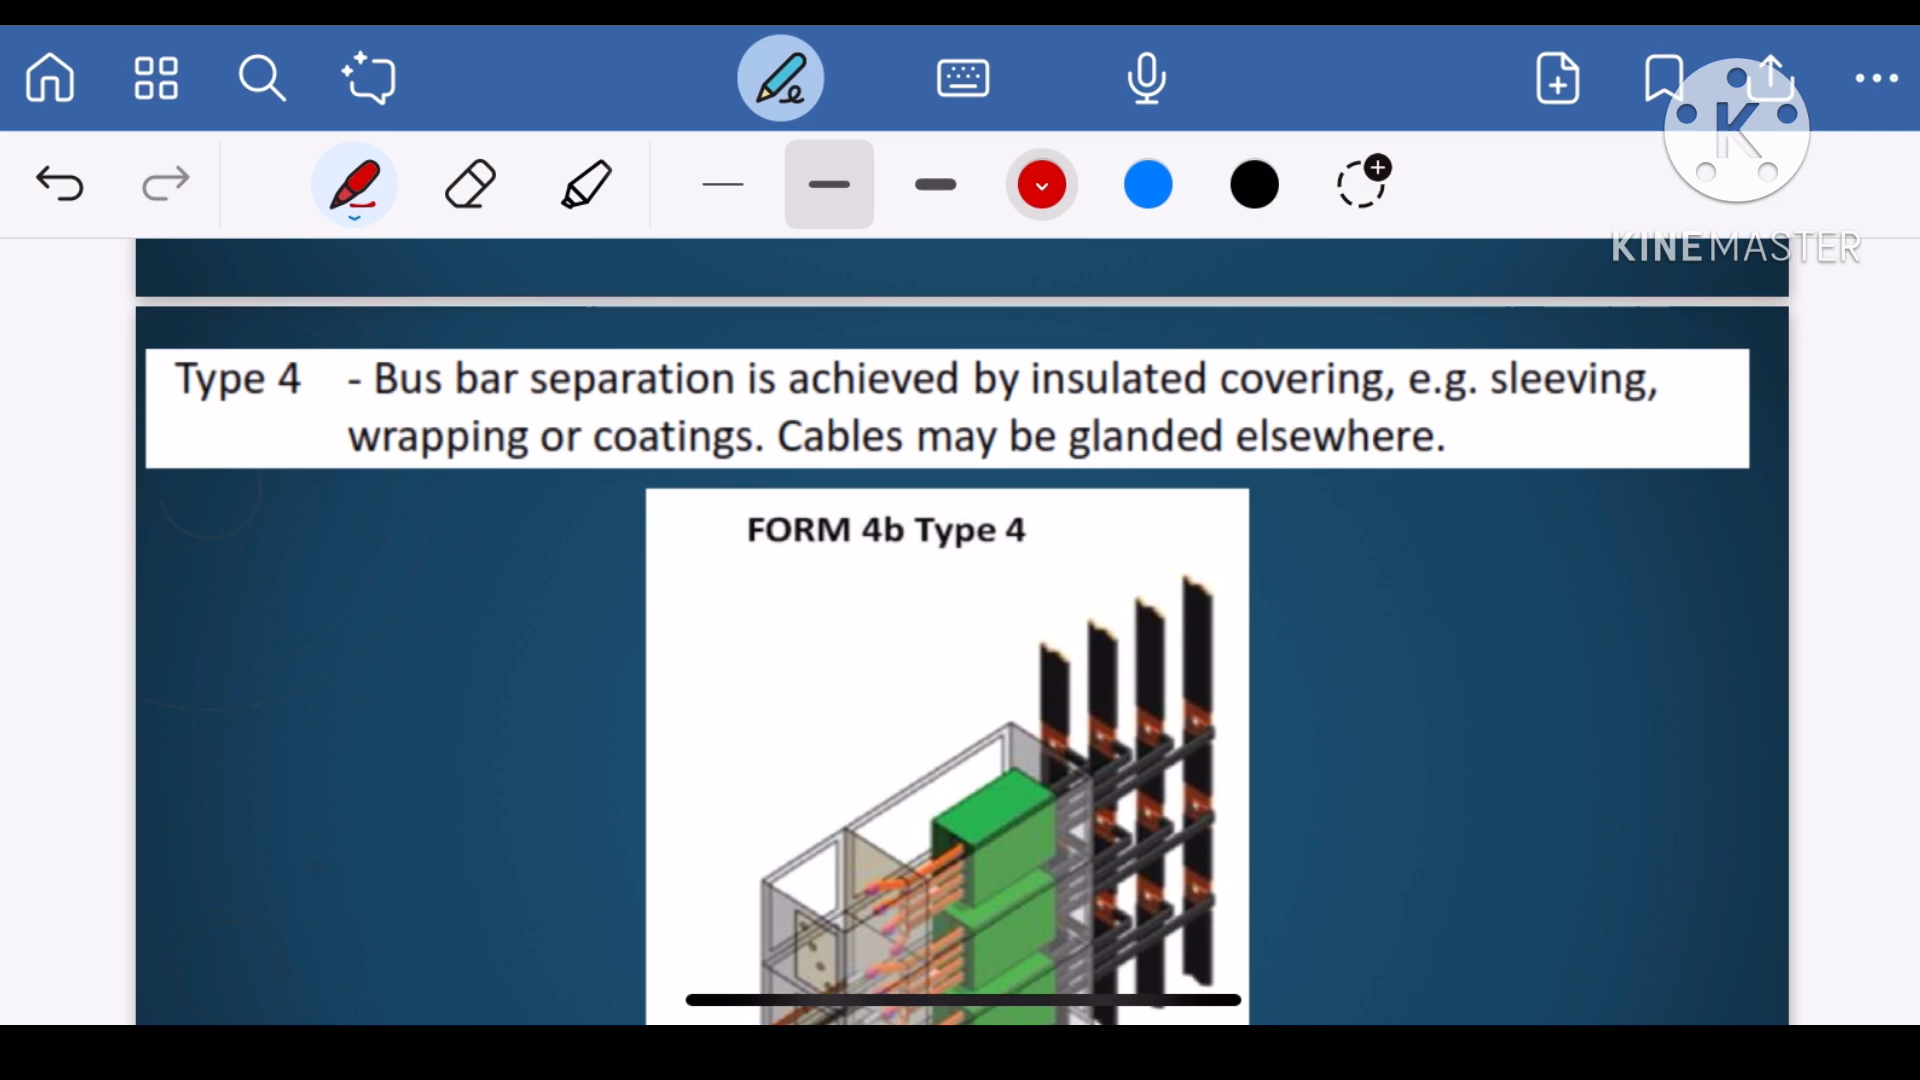 K
KINEMASTER
Type 4 - Bus bar separation is achieved by insulated covering, e.g. sleeving,
wrapping or coatings. Cables may be glanded elsewhere.
FORM 4b Type 4